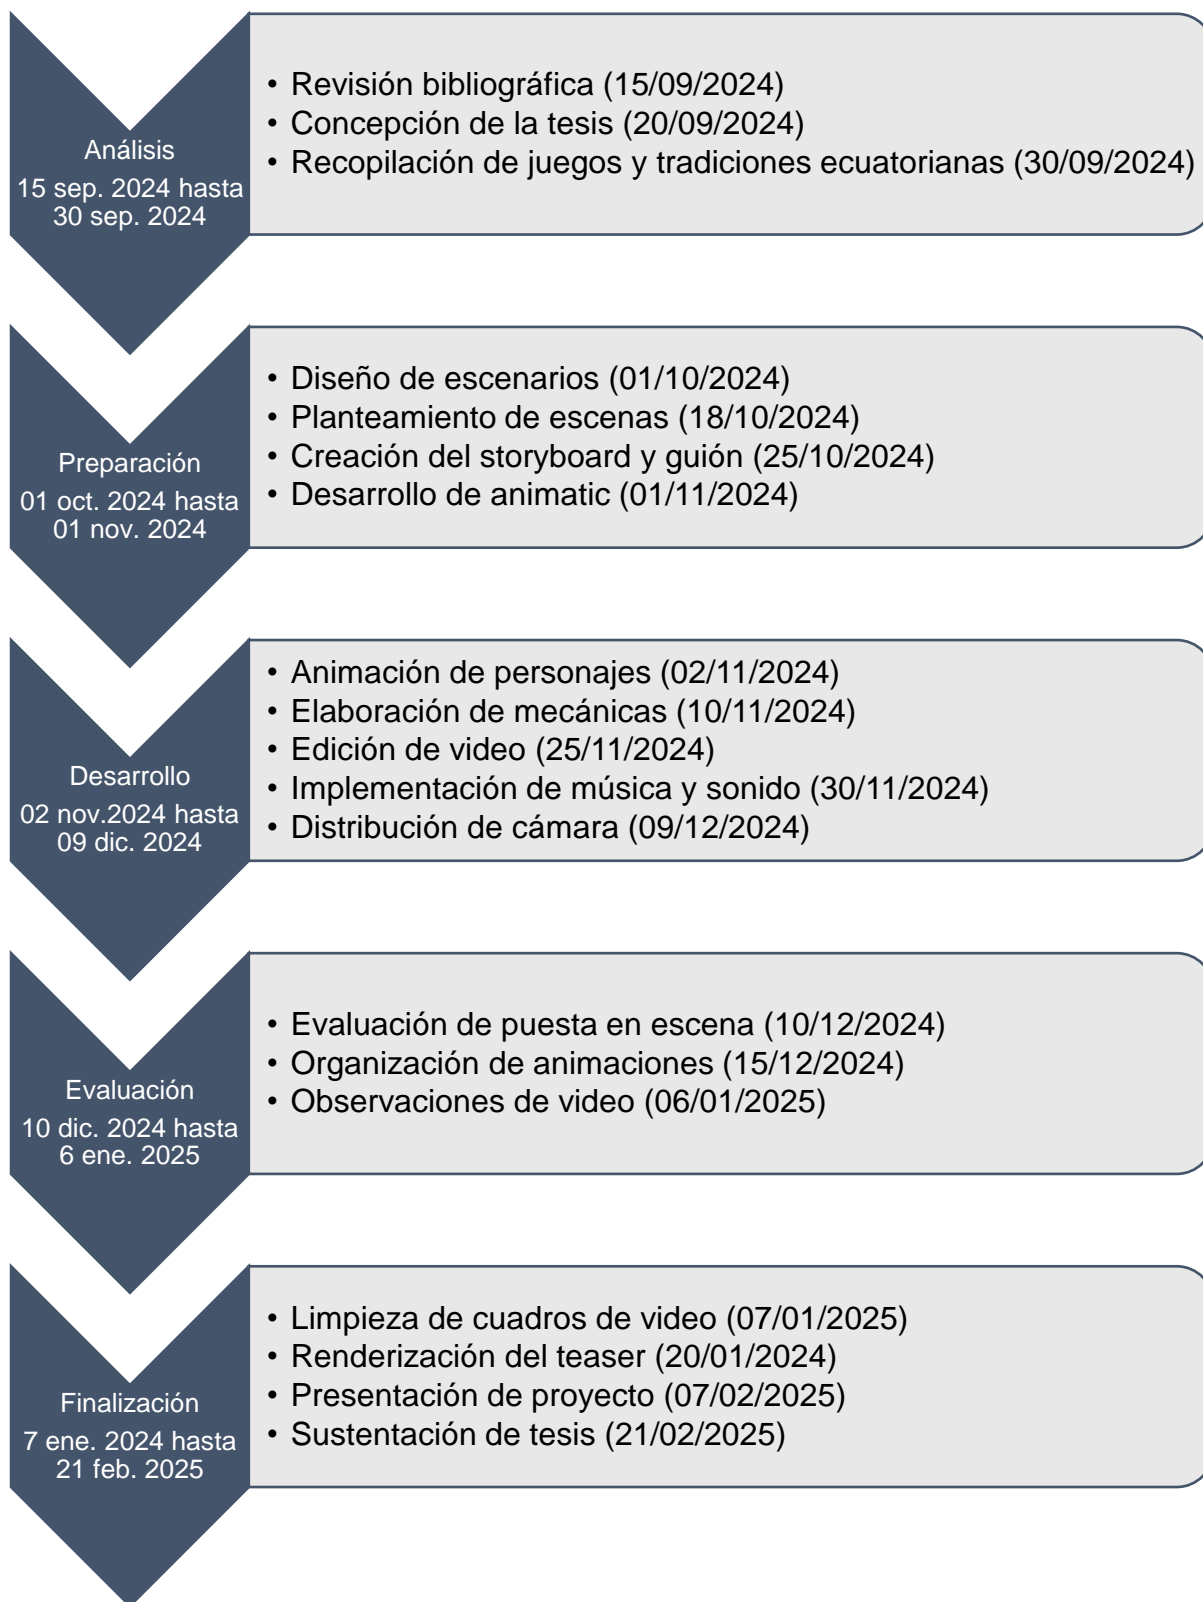 Análisis
15 sep. 2024 hasta
30 sep. 2024
• Revisión bibliográfica (15/09/2024)
• Concepción de la tesis (20/09/2024)
• Recopilación de juegos y tradiciones ecuatorianas (30/09/2024)
Preparación
01 oct. 2024 hasta
01 nov. 2024
• Diseño de escenarios (01/10/2024)
• Planteamiento de escenas (18/10/2024)
• Creación del storyboard y guión (25/10/2024)
• Desarrollo de animatic (01/11/2024)
Desarrollo
02 nov.2024 hasta
09 dic. 2024
• Animación de personajes (02/11/2024)
• Elaboración de mecánicas (10/11/2024)
• Edición de video (25/11/2024)
• Implementación de música y sonido (30/11/2024)
• Distribución de cámara (09/12/2024)
Evaluación
10 dic. 2024 hasta
6 ene. 2025
• Evaluación de puesta en escena (10/12/2024)
• Organización de animaciones (15/12/2024)
• Observaciones de video (06/01/2025)
Finalización
7 ene. 2024 hasta
21 feb. 2025
• Limpieza de cuadros de video (07/01/2025)
• Renderización del teaser (20/01/2024)
• Presentación de proyecto (07/02/2025)
• Sustentación de tesis (21/02/2025)